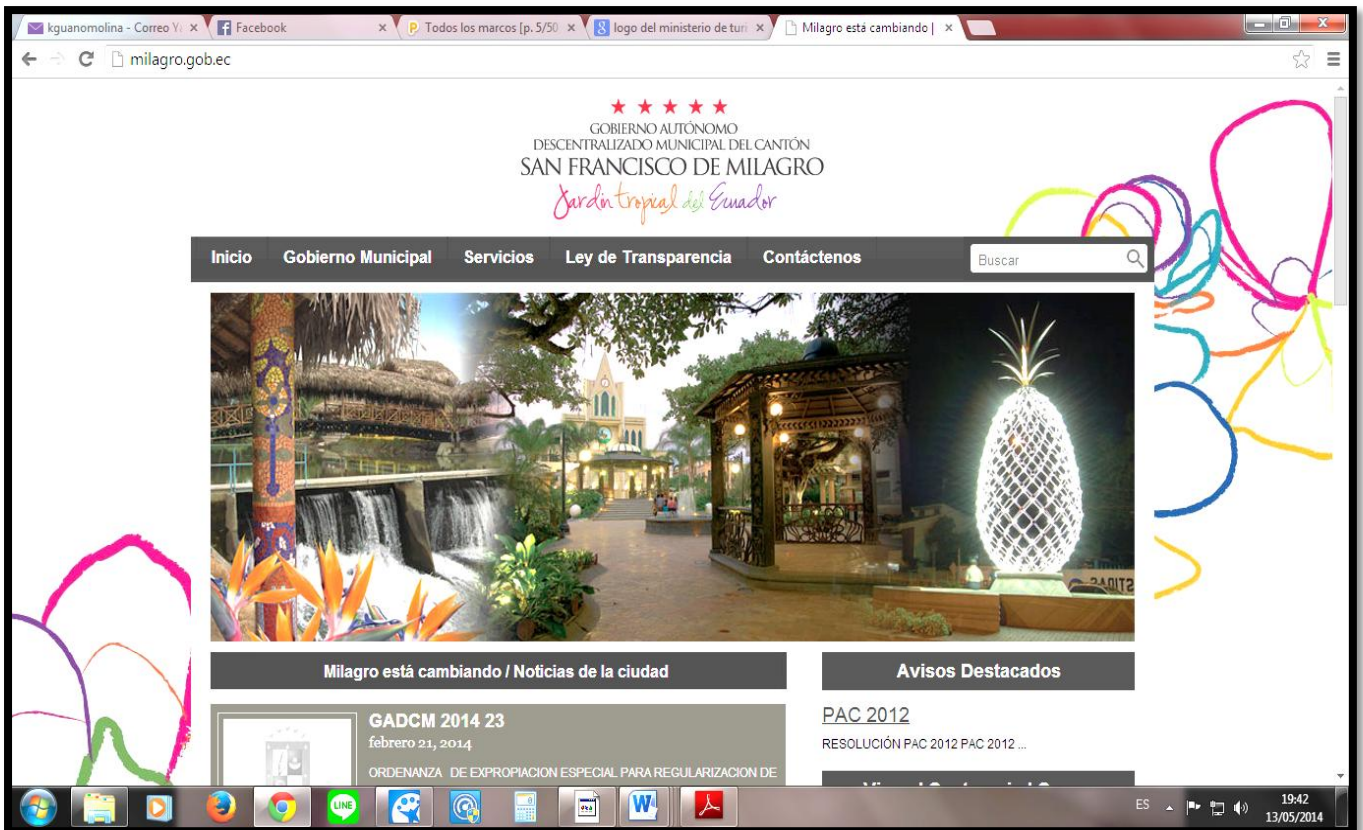 kguanomolina - Correo Y
Facebook
Todos los marcos [p. 5/50
logo del ministerio de turi
Milagro está cambiando |
milagro.gob.ec
GOBIERNO AUTÓNOMO
DESCENTRALIZADO MUNICIPAL DEL CANTÓN
SAN FRANCISCO DE MILAGRO
Jardín tropical del Ecuador
Inicio Gobierno Municipal Servicios Ley de Transparencia Contáctenos Buscar
Milagro está cambiando / Noticias de la ciudad
Avisos Destacados
GADCM 2014 23
febrero 21, 2014
ORDENANZA DE EXPROPIACION ESPECIAL PARA REGULARIZACION DE
PAC 2012
RESOLUCIÓN PAC 2012 PAC 2012 ...
LINE
ES
19:42
13/05/2014